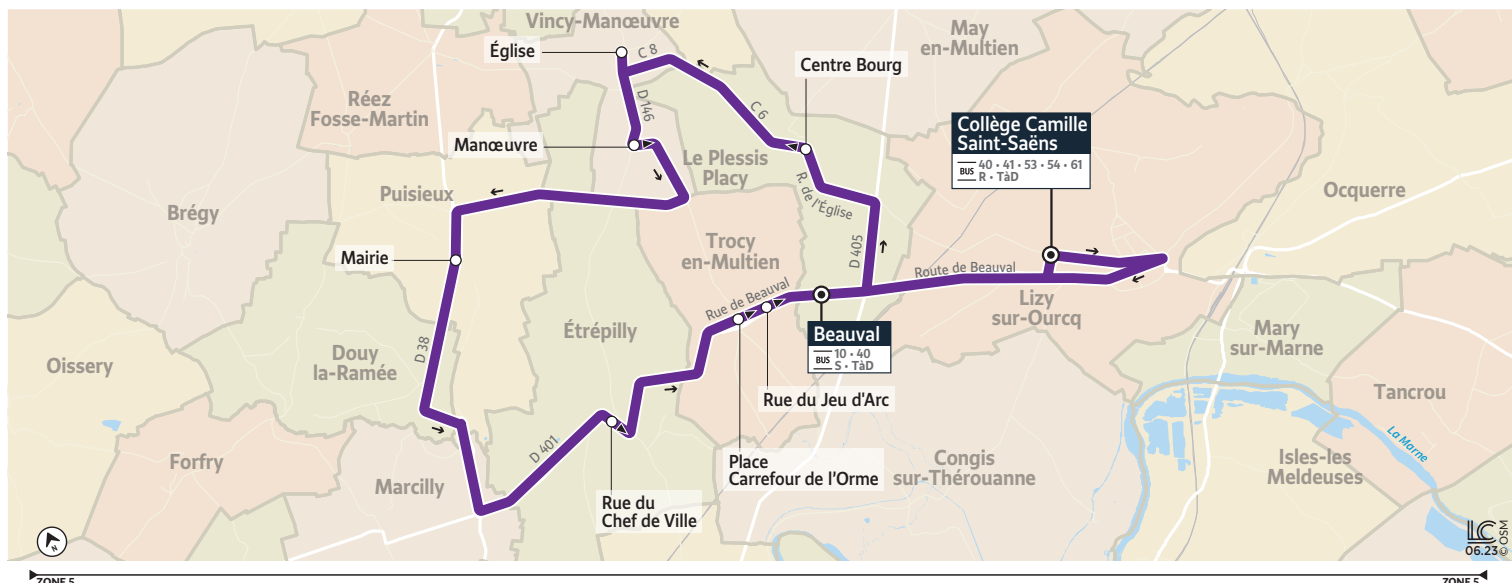 Vincy-Manœuvre
Église
C 8
May
en-Multien
Centre Bourg
Réez
Fosse-Martin
D 146
C 6
Collège Camille
Saint-Saëns
BUS 40 • 41 • 53 • 54 • 61
R • TàD
Manœuvre
Le Plessis
Placy
R. de l'Église
Ocquerre
Puisieux
Brégy
Trocy
en-Multien
D 405
Mairie
Route de Beauval
Rue de Beauval
Lizy
sur-Ourcq
Étrépilly
Beauval
BUS 10 • 40
S • TàD
Mary
sur-Marne
D 38
Douy
la-Ramée
Oissery
Rue du Jeu d'Arc
Tancrou
La Marne
D 401
Forfry
Marcilly
Place
Carrefour de l'Orme
Congis
sur-Thérouanne
Isles-les
Meldeuses
Rue du
Chef de Ville
N
LC
06.23 © OSM
ZONE 5
ZONE 5